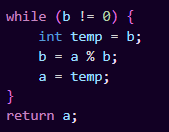 while (b != 0) {
    int temp = b;
    b = a % b;
    a = temp;
}
return a;